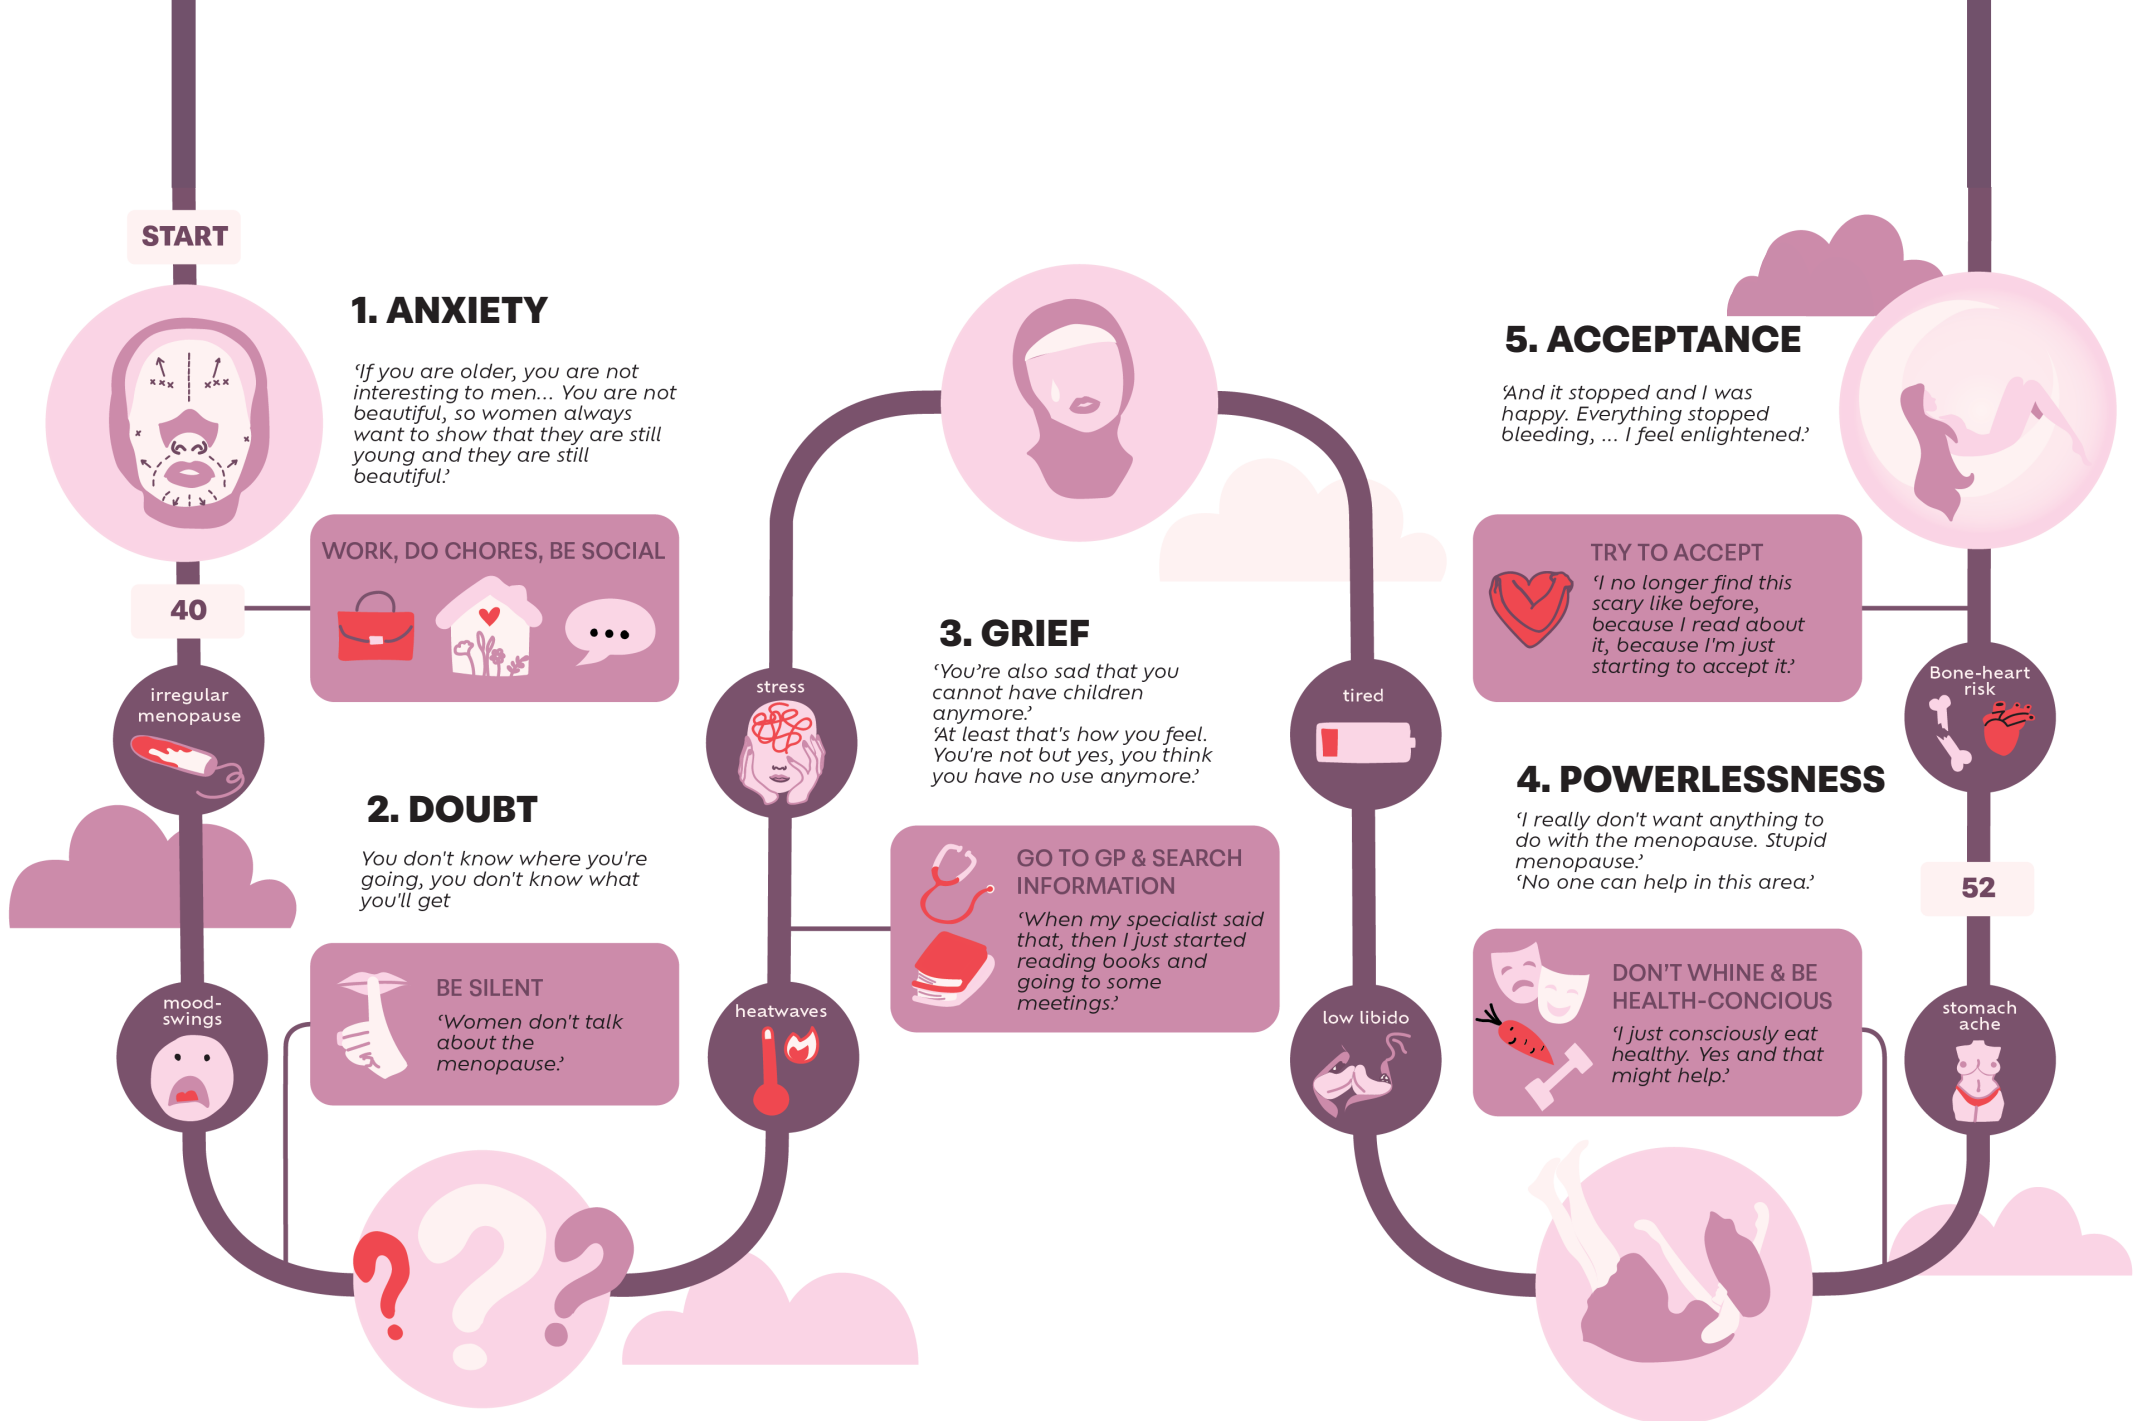 START
1. ANXIETY
‘If you are older, you are not
interesting to men... You are not
beautiful, so women always
want to show that they are still
young and they are still
beautiful.’
WORK, DO CHORES, BE SOCIAL
40
irregular
menopause
2. DOUBT
You don't know where you're
going, you don't know what
you'll get
BE SILENT
‘Women don't talk
about the
menopause.’
mood-
swings
? ? ?
heatwaves
stress
3. GRIEF
‘You’re also sad that you
cannot have children
anymore.’
‘At least that's how you feel.
You're not but yes, you think
you have no use anymore.’
GO TO GP & SEARCH
INFORMATION
‘When my specialist said
that, then I just started
reading books and
going to some
meetings.’
tired
low libido
4. POWERLESSNESS
‘I really don't want anything to
do with the menopause. Stupid
menopause.’
‘No one can help in this area.’
DON’T WHINE & BE
HEALTH-CONCIOUS
‘I just consciously eat
healthy. Yes and that
might help.’
stomach
ache
52
Bone-heart
risk
5. ACCEPTANCE
‘And it stopped and I was
happy. Everything stopped
bleeding, ... I feel enlightened.’
TRY TO ACCEPT
‘I no longer find this
scary like before,
because I read about
it, because I'm just
starting to accept it.’